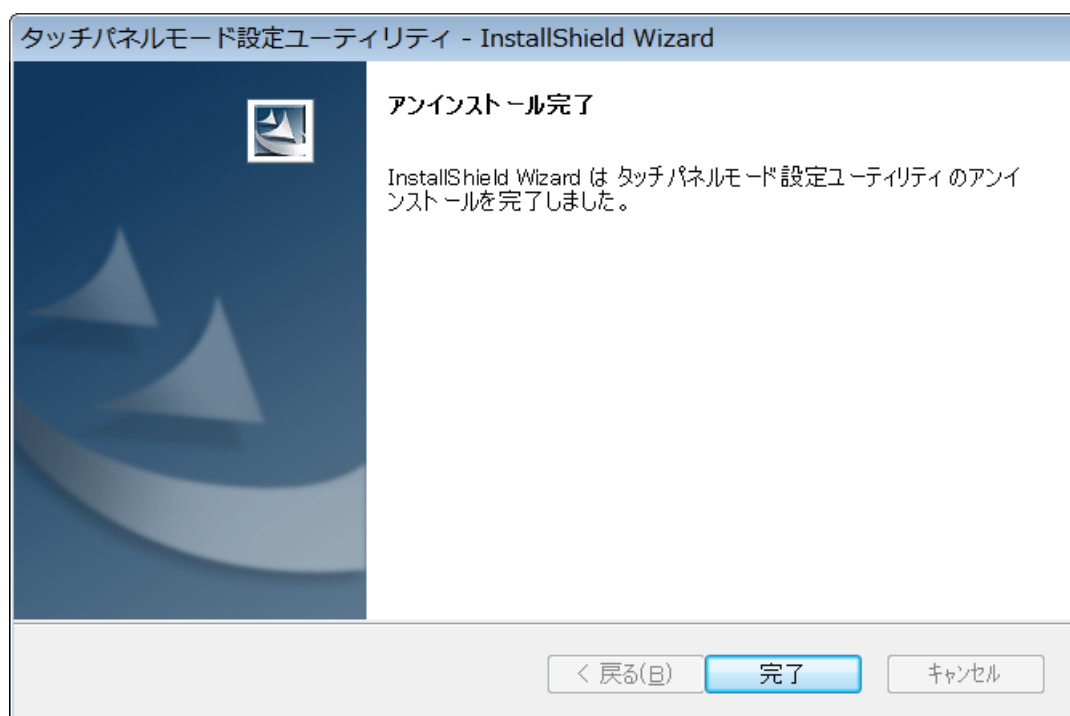 タッチパネルモード設定ユーティリティ - InstallShield Wizard
アンインストール完了
InstallShield Wizard は タッチパネルモード設定ユーティリティ のアンイ
ンストールを完了しました。
< 戻る(B)
完了
キャンセル